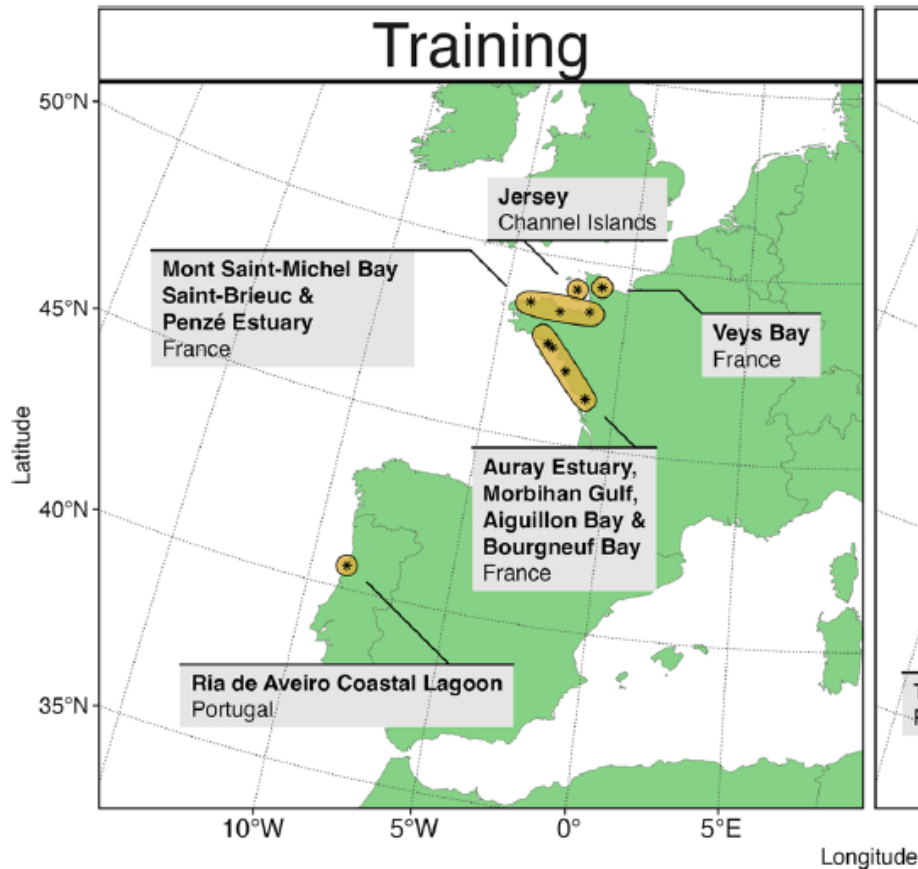 Training
50°N
45°N
40°N
35°N
Latitude
Jersey
Channel Islands
Mont Saint-Michel Bay
Saint-Brieuc &
Penzé Estuary
France
Veys Bay
France
Auray Estuary,
Morbihan Gulf,
Aiguillon Bay &
Bourgneuf Bay
France
Ria de Aveiro Coastal Lagoon
Portugal
10°W
5°W
0°
5°E
Longitude